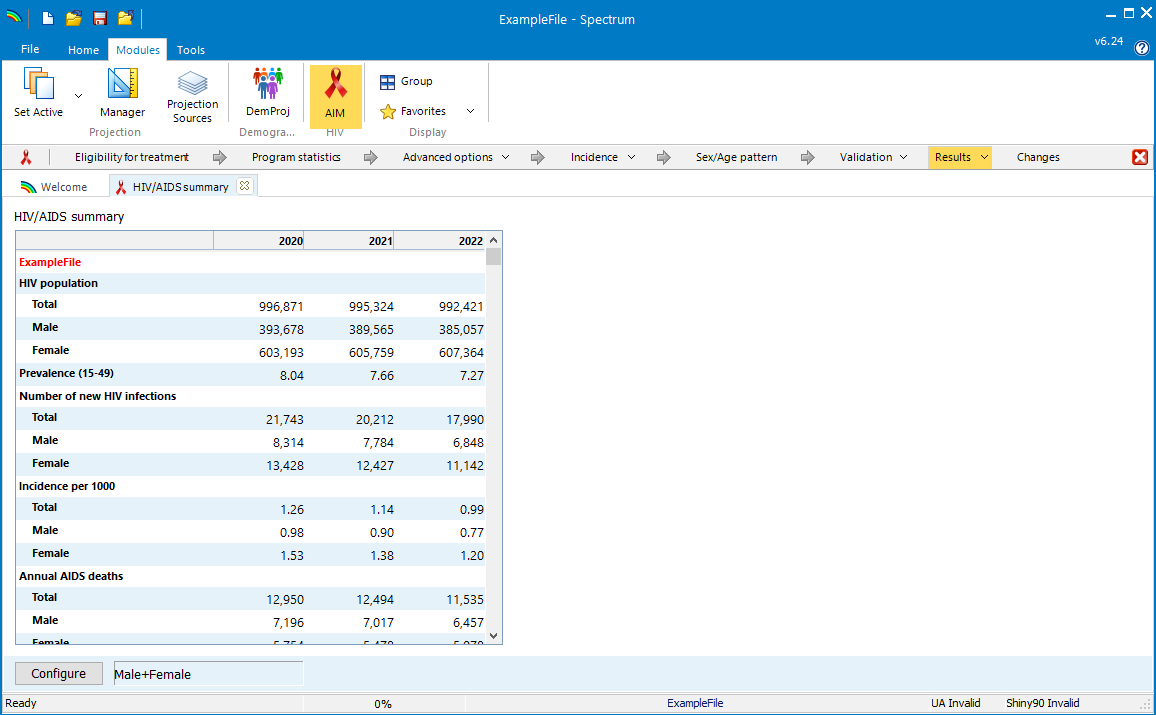 ExampleFile - Spectrum
File Home Modules Tools
v6.24
Set Active
Manager
Projection Sources
Projection
DemProj
Demogra...
AIM
HIV
Group
Favorites
Display
Eligibility for treatment Program statistics Advanced options Incidence Sex/Age pattern Validation Results Changes
Welcome HIV/AIDS summary
HIV/AIDS summary
2020 2021 2022
ExampleFile
HIV population
Total 996,871 995,324 992,421
Male 393,678 389,565 385,057
Female 603,193 605,759 607,364
Prevalence (15-49) 8.04 7.66 7.27
Number of new HIV infections
Total 21,743 20,212 17,990
Male 8,314 7,784 6,848
Female 13,428 12,427 11,142
Incidence per 1000
Total 1.26 1.14 0.99
Male 0.98 0.90 0.77
Female 1.53 1.38 1.20
Annual AIDS deaths
Total 12,950 12,494 11,535
Male 7,196 7,017 6,457
Female
Configure Male+Female
Ready 0% ExampleFile UA Invalid Shiny90 Invalid